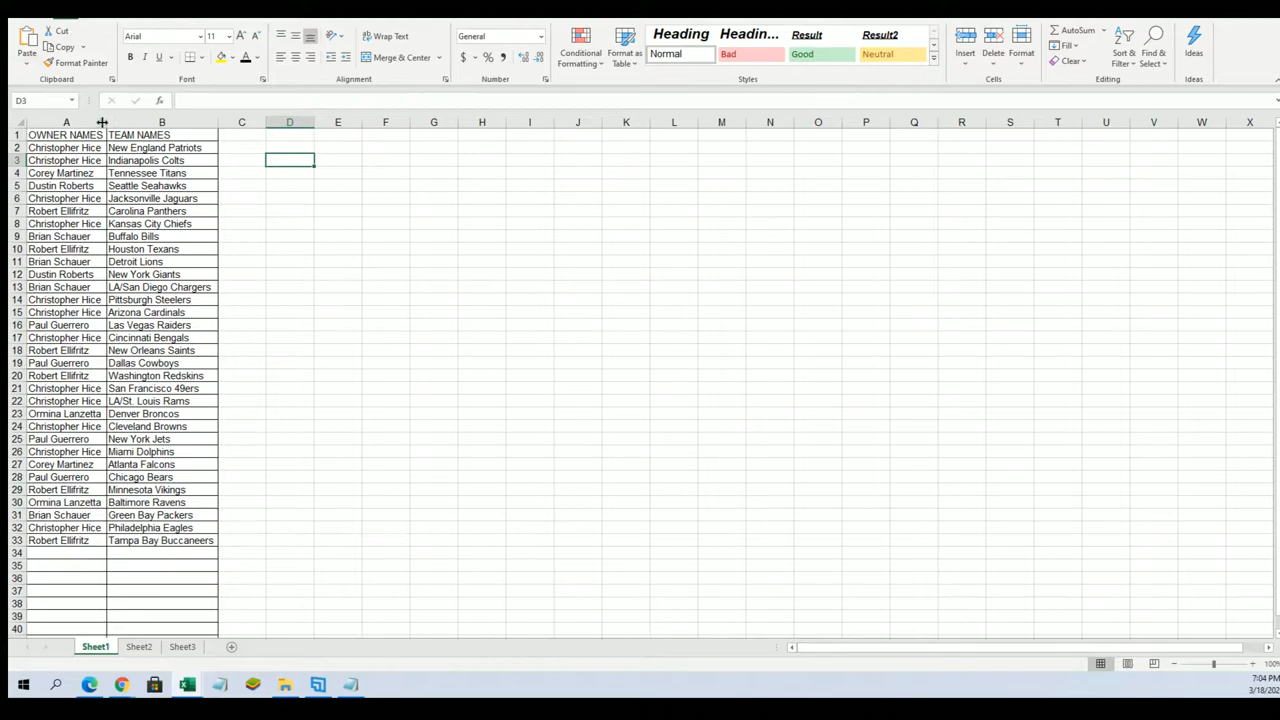 Cut
Copy
Format Painter
Paste
Clipboard
Arial 11
B I U
Font
Wrap Text
Merge & Center
Alignment
General
$ % ,
Number
Conditional Formatting
Format as Table
Heading Headin... Result Result2
Normal Bad Good Neutral
Styles
Insert Delete Format
Cells
AutoSum
Fill
Clear
Sort & Filter
Find & Select
Editing
Ideas
Ideas
D3 fx
A B C D E F G H I J K L M N O P Q R S T U V W X
1 OWNER NAMES TEAM NAMES
2 Christopher Hice New England Patriots
3 Christopher Hice Indianapolis Colts
4 Corey Martinez Tennessee Titans
5 Dustin Roberts Seattle Seahawks
6 Christopher Hice Jacksonville Jaguars
7 Robert Ellifritz Carolina Panthers
8 Christopher Hice Kansas City Chiefs
9 Brian Schauer Buffalo Bills
10 Robert Ellifritz Houston Texans
11 Brian Schauer Detroit Lions
12 Dustin Roberts New York Giants
13 Brian Schauer LA/San Diego Chargers
14 Christopher Hice Pittsburgh Steelers
15 Christopher Hice Arizona Cardinals
16 Paul Guerrero Las Vegas Raiders
17 Christopher Hice Cincinnati Bengals
18 Robert Ellifritz New Orleans Saints
19 Paul Guerrero Dallas Cowboys
20 Robert Ellifritz Washington Redskins
21 Christopher Hice San Francisco 49ers
22 Christopher Hice LA/St. Louis Rams
23 Ormina Lanzetta Denver Broncos
24 Christopher Hice Cleveland Browns
25 Paul Guerrero New York Jets
26 Christopher Hice Miami Dolphins
27 Corey Martinez Atlanta Falcons
28 Paul Guerrero Chicago Bears
29 Robert Ellifritz Minnesota Vikings
30 Ormina Lanzetta Baltimore Ravens
31 Brian Schauer Green Bay Packers
32 Christopher Hice Philadelphia Eagles
33 Robert Ellifritz Tampa Bay Buccaneers
34
35
36
37
38
39
40
Sheet1 Sheet2 Sheet3
100%
7:04 PM
3/18/202